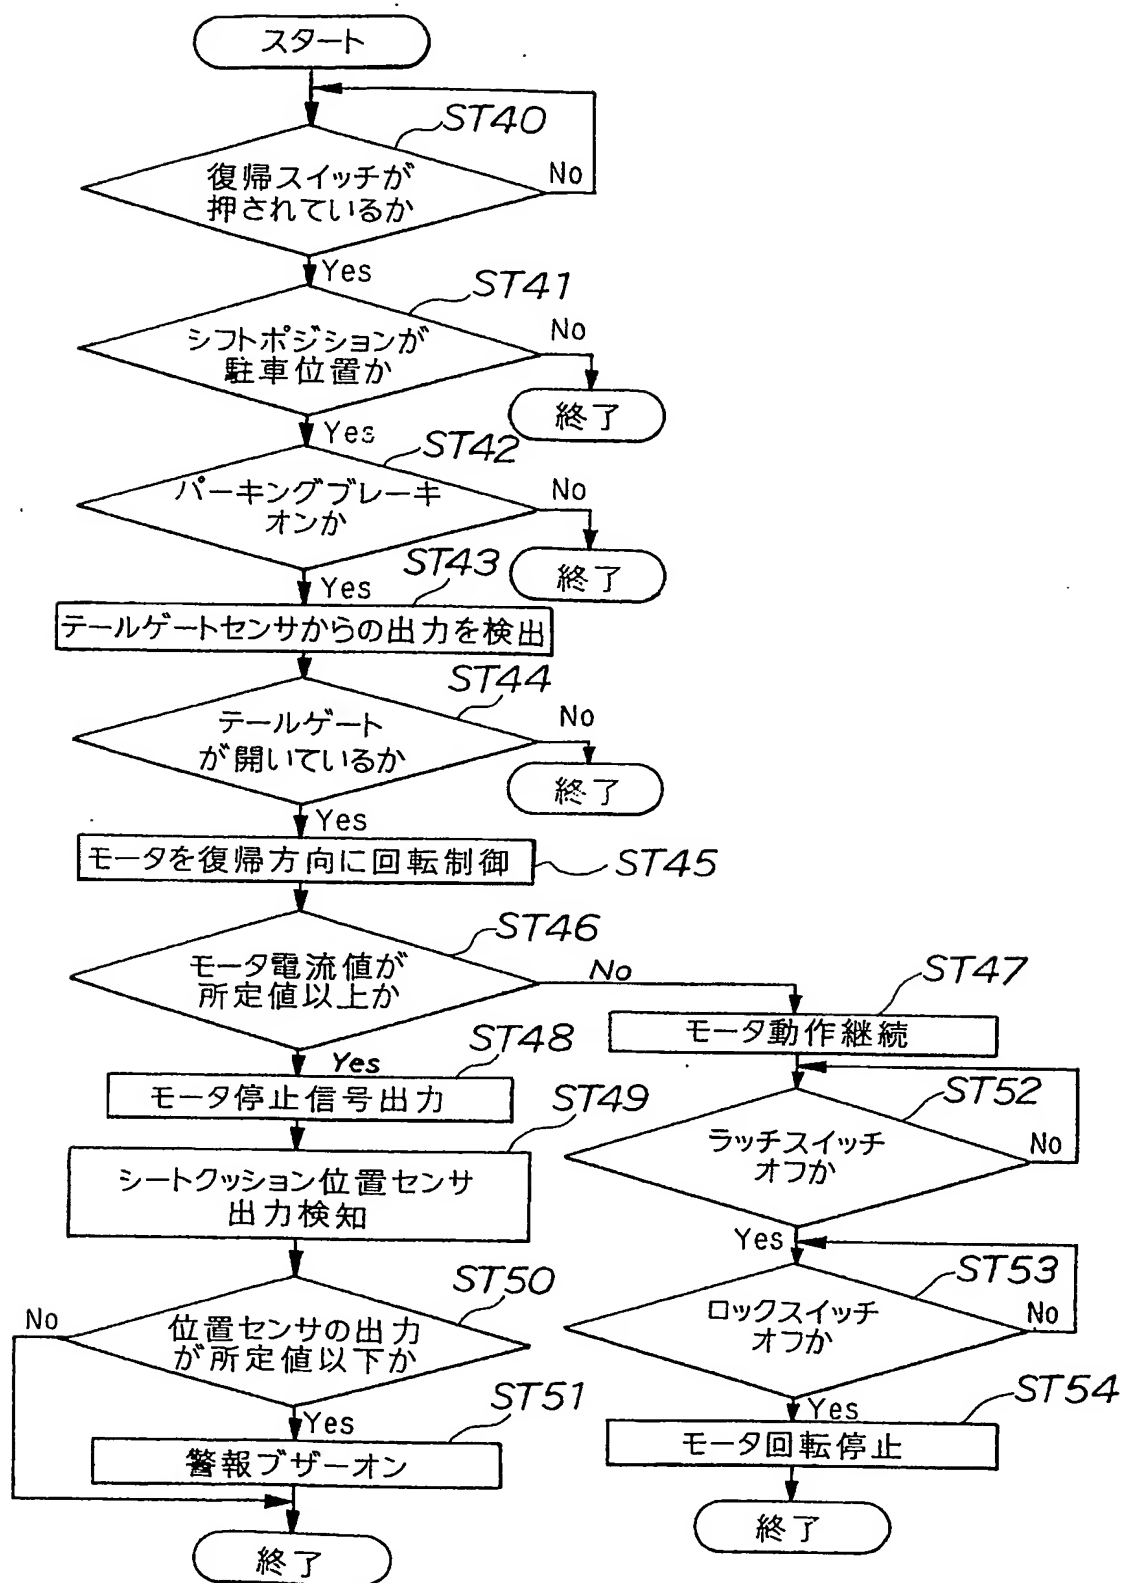 スタート
ST40
復帰スイッチが
押されているか
No
Yes
ST41
シフトポジションが
駐車位置か
No
終了
Yes
ST42
パーキングブレーキ
オンか
No
終了
Yes
ST43
テールゲートセンサからの出力を検出
ST44
テールゲート
が開いているか
No
終了
Yes
モータを復帰方向に回転制御
ST45
ST46
モータ電流値が
所定値以上か
No
Yes
ST48
モータ停止信号出力
ST49
シートクッション位置センサ
出力検知
ST50
位置センサの出力
が所定値以下か
No
Yes
ST51
警報ブザーオン
終了
ST47
モータ動作継続
ST52
ラッチスイッチ
オフか
No
Yes
ST53
ロックスイッチ
オフか
No
Yes
ST54
モータ回転停止
終了